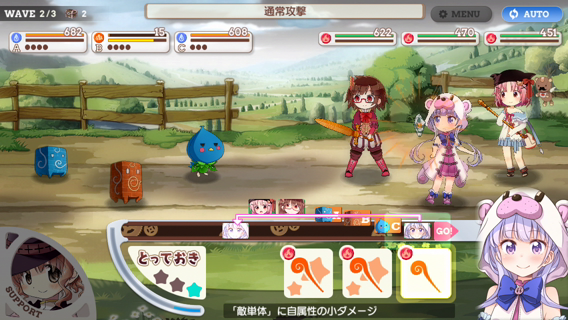 WAVE 2/3 2
通常攻撃
MENU
AUTO
682
A
15
B
608
C
622
470
451
B
C
GO!
とっておき
SUPPORT
「敵単体」に自属性の小ダメージ